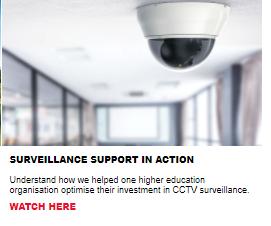 SURVEILLANCE SUPPORT IN ACTION
Understand how we helped one higher education
organisation optimise their investment in CCTV surveillance.
WATCH HERE